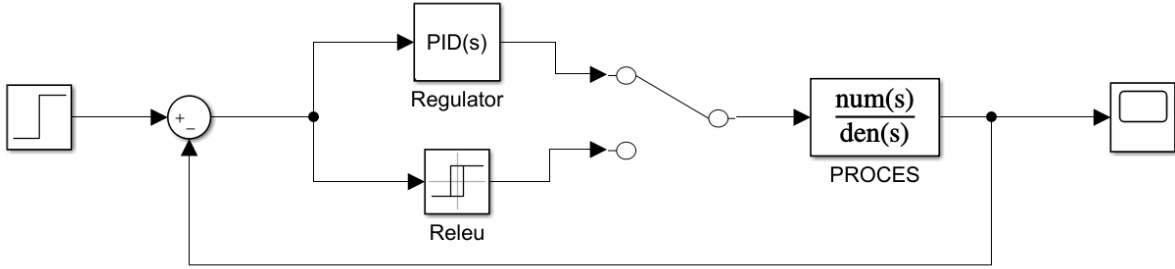 PID(s)
Regulator
+
−
num(s)
den(s)
PROCES
Releu